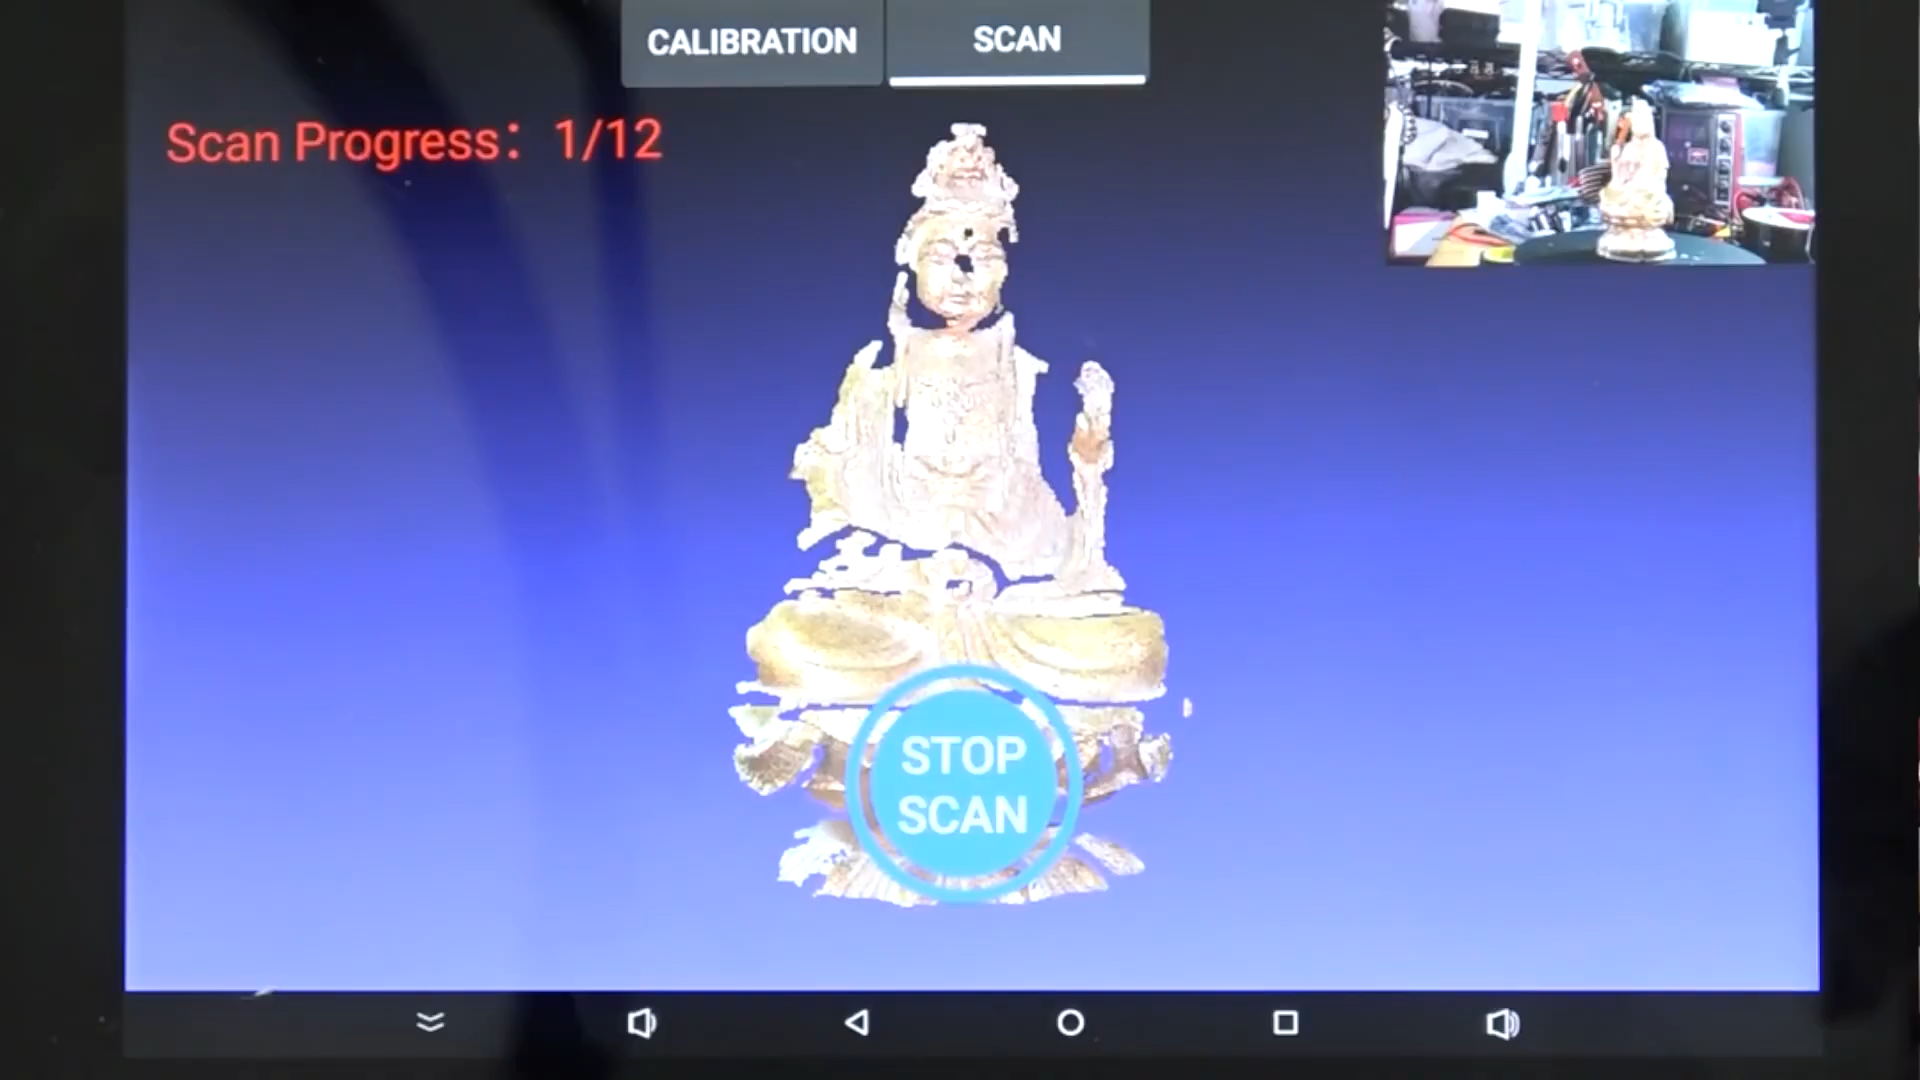 CALIBRATION
SCAN
Scan Progress: 1/12
STOP
SCAN